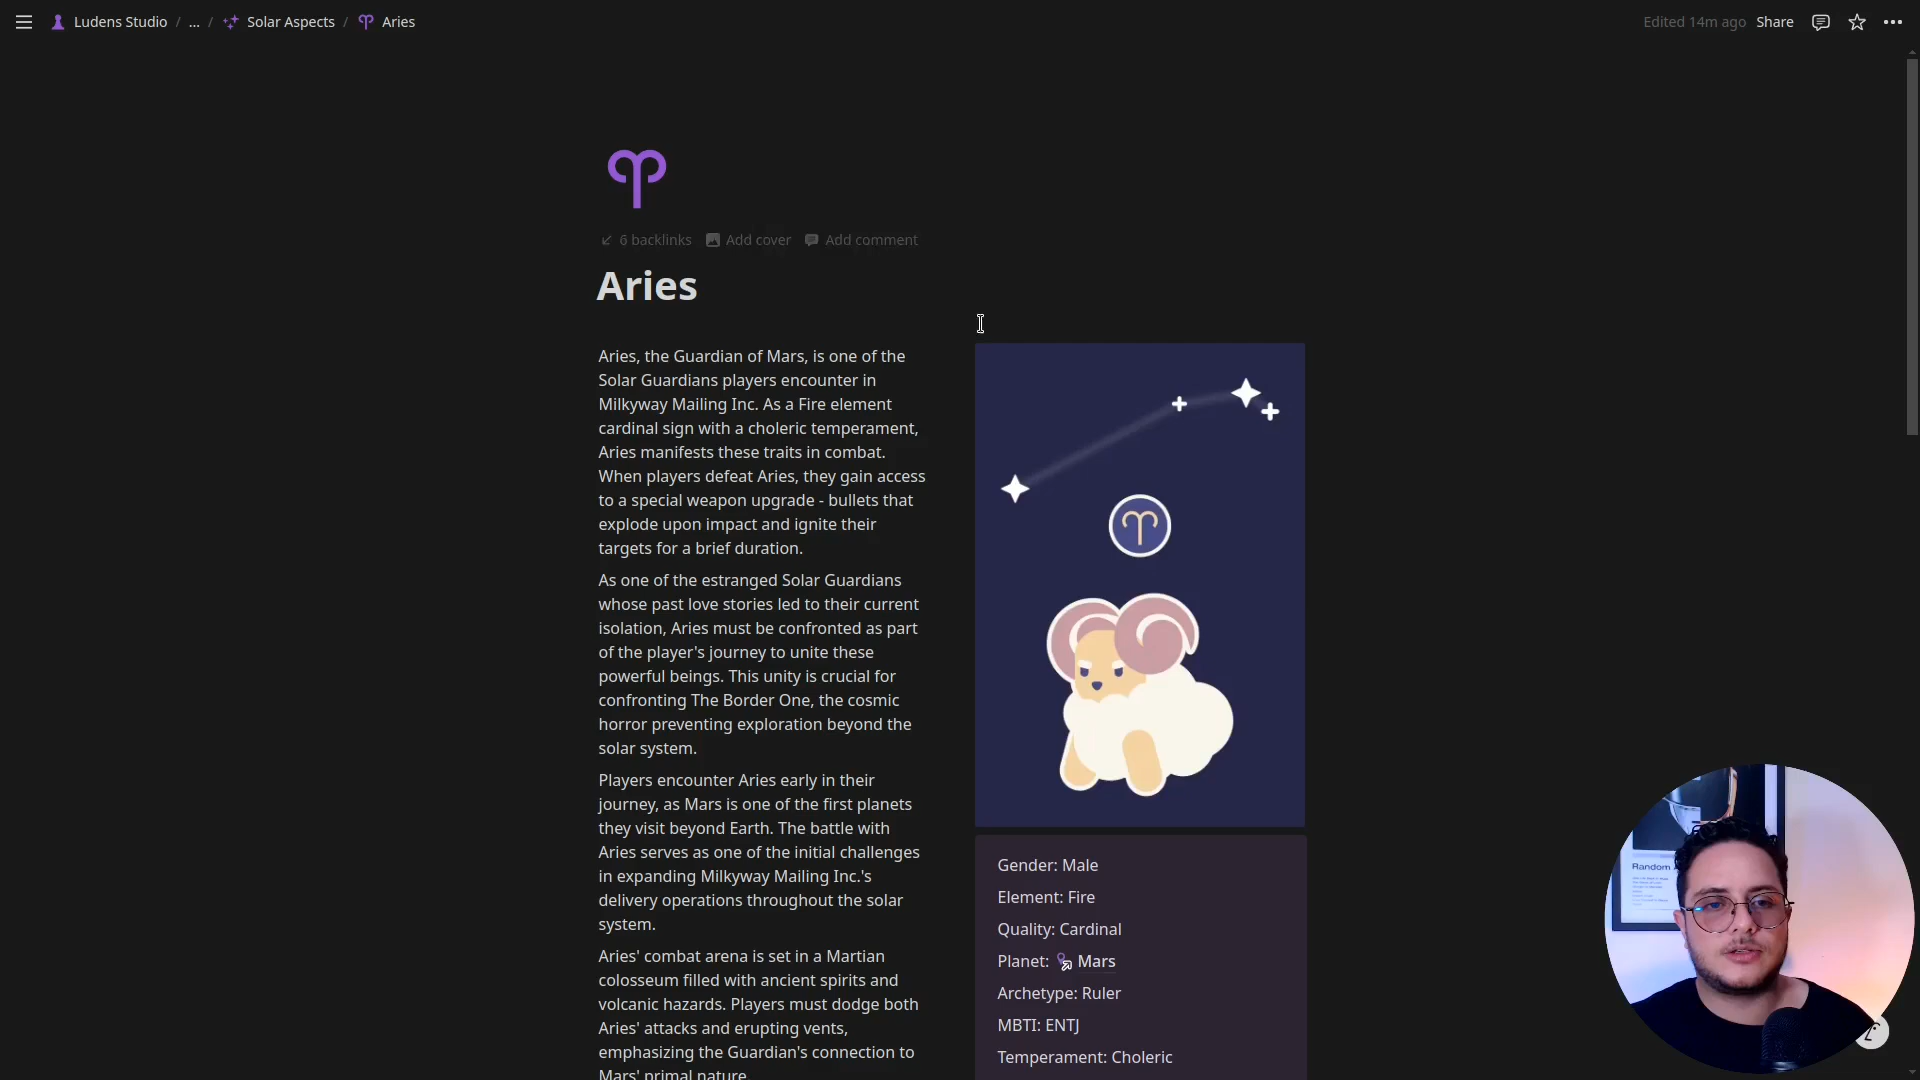 Ludens Studio / ... / Solar Aspects / Aries
Edited 14m ago Share
6 backlinks Add cover Add comment
Aries
Aries, the Guardian of Mars, is one of the
Solar Guardians players encounter in
Milkyway Mailing Inc. As a Fire element
cardinal sign with a choleric temperament,
Aries manifests these traits in combat.
When players defeat Aries, they gain access
to a special weapon upgrade - bullets that
explode upon impact and ignite their
targets for a brief duration.
As one of the estranged Solar Guardians
whose past love stories led to their current
isolation, Aries must be confronted as part
of the player's journey to unite these
powerful beings. This unity is crucial for
confronting The Border One, the cosmic
horror preventing exploration beyond the
solar system.
Players encounter Aries early in their
journey, as Mars is one of the first planets
they visit beyond Earth. The battle with
Aries serves as one of the initial challenges
in expanding Milkyway Mailing Inc.'s
delivery operations throughout the solar
system.
Aries' combat arena is set in a Martian
colosseum filled with ancient spirits and
volcanic hazards. Players must dodge both
Aries' attacks and erupting vents,
emphasizing the Guardian's connection to
Mars' primal nature.
Gender: Male
Element: Fire
Quality: Cardinal
Planet: Mars
Archetype: Ruler
MBTI: ENTJ
Temperament: Choleric
Random